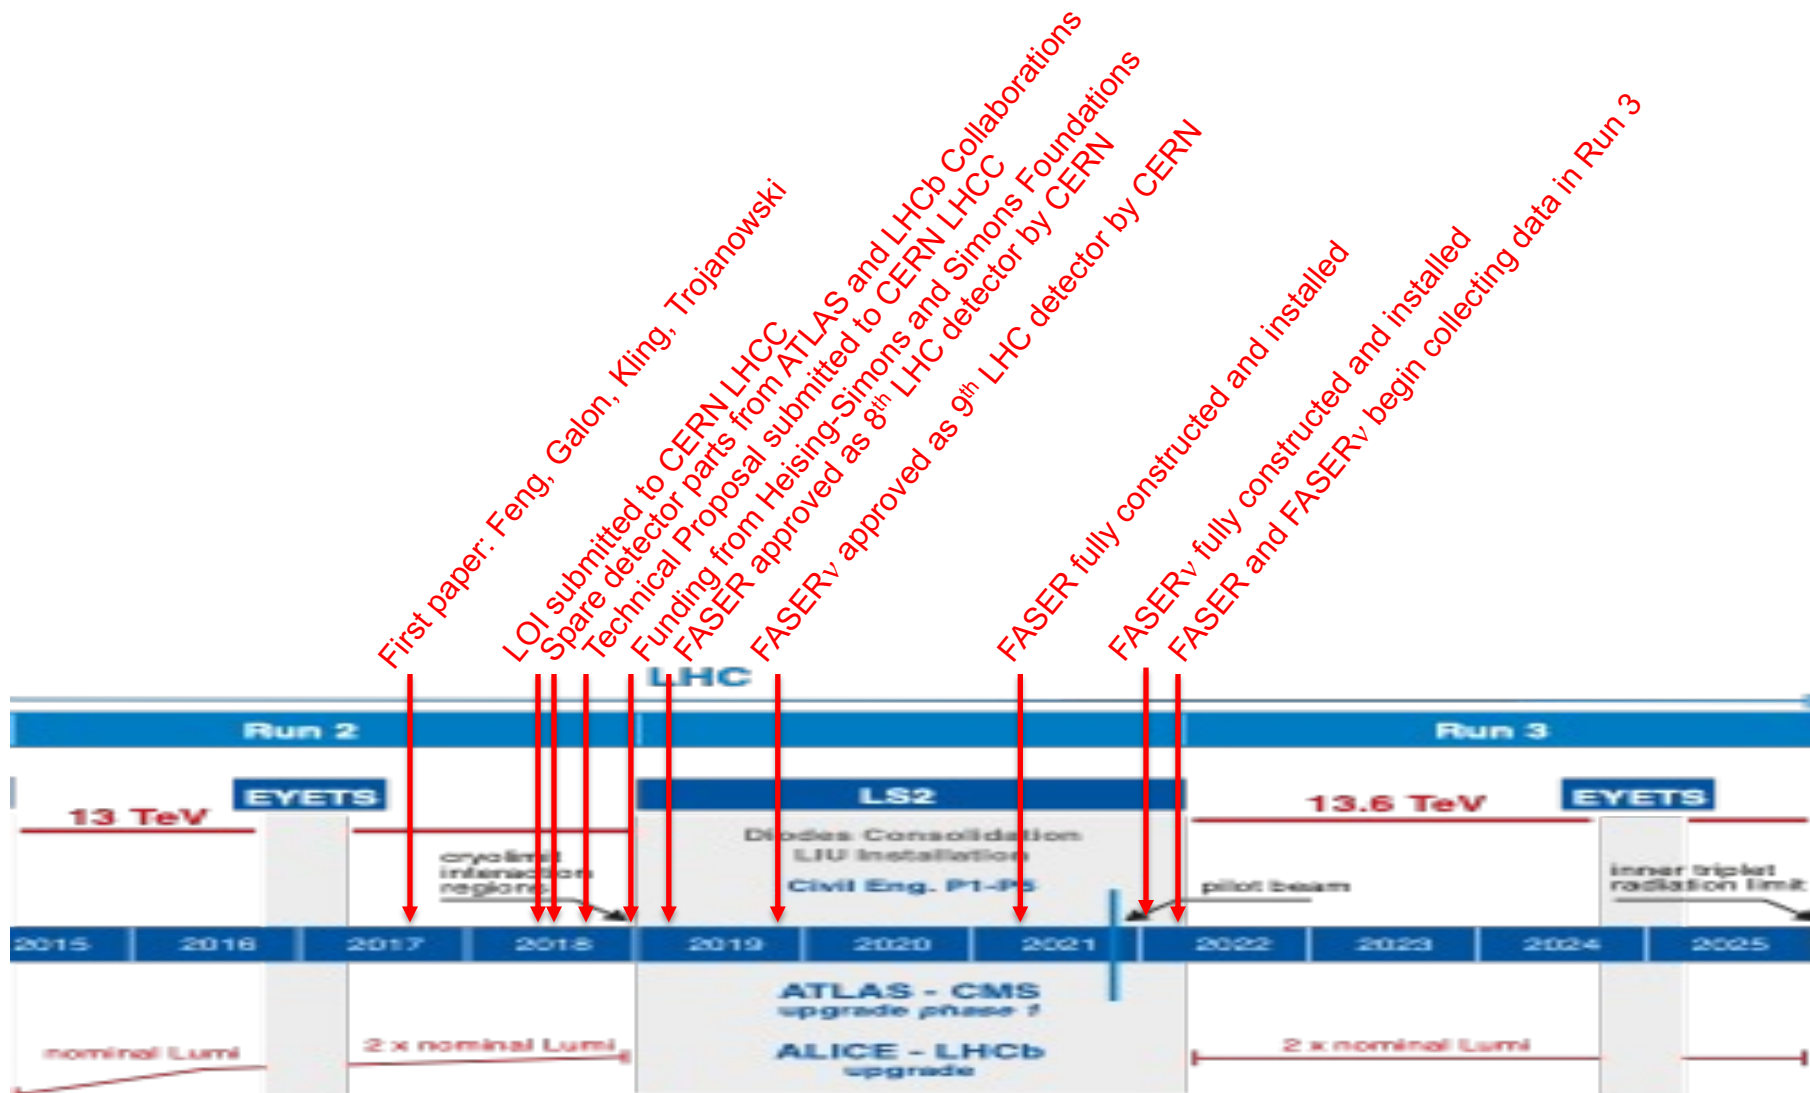 First paper: Feng, Galon, Kling, Trojanowski
LOI submitted to CERN LHCC
Spare detector parts from ATLAS and LHCb Collaborations
Technical Proposal submitted to CERN LHCC
Funding from Heising-Simons and Simons Foundations
FASER approved as 8th LHC detector by CERN
FASERν approved as 9th LHC detector by CERN
FASER fully constructed and installed
FASERν fully constructed and installed
FASER and FASERν begin collecting data in Run 3
LHC
Run 2
Run 3
EYETS
LS2
EYETS
13 TeV
13.6 TeV
Diodes Consolidation
LIU Installation
Civil Eng. P1-P5
cryolimit
interaction
regions
pilot beam
inner triplet
radiation limit
2015
2016
2017
2018
2019
2020
2021
2022
2023
2024
2025
ATLAS - CMS
upgrade phase 1
ALICE - LHCb
upgrade
nominal Lumi
2 x nominal Lumi
2 x nominal Lumi